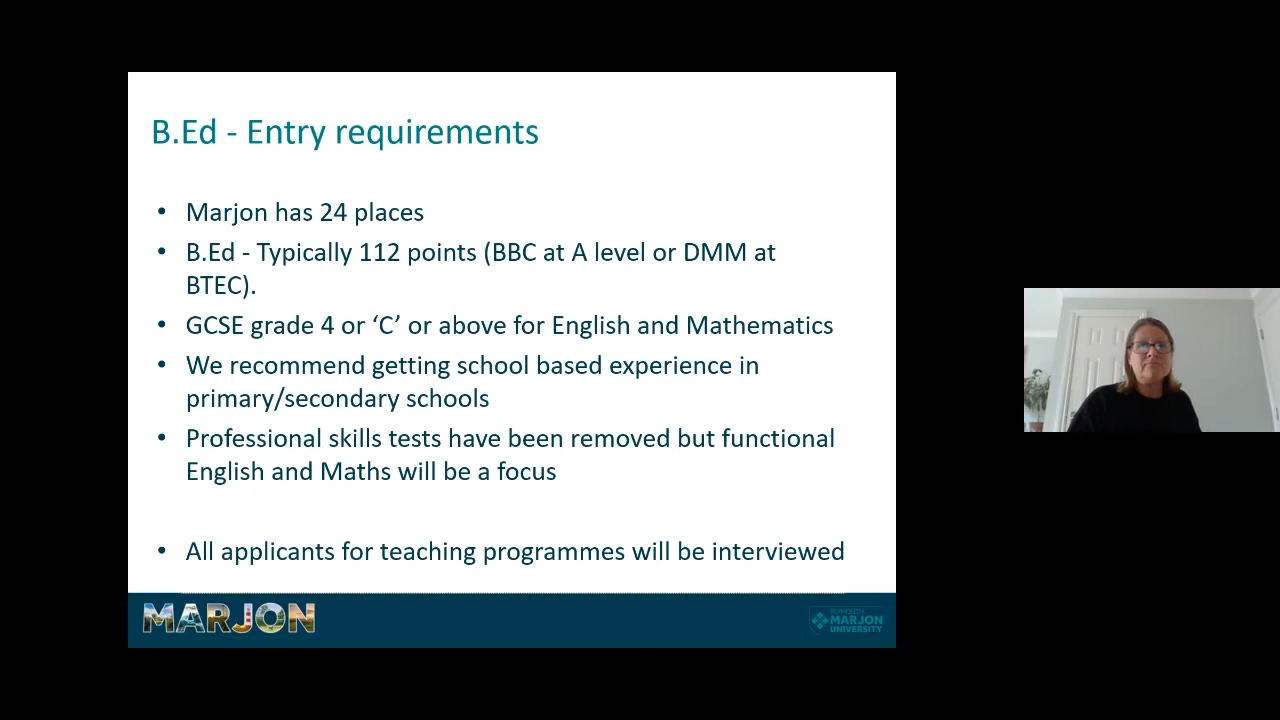 B.Ed - Entry requirements
• Marjon has 24 places
• B.Ed - Typically 112 points (BBC at A level or DMM at
BTEC).
• GCSE grade 4 or ‘C’ or above for English and Mathematics
• We recommend getting school based experience in
primary/secondary schools
• Professional skills tests have been removed but functional
English and Maths will be a focus
• All applicants for teaching programmes will be interviewed
MARJON
PLYMOUTH
MARJON
UNIVERSITY